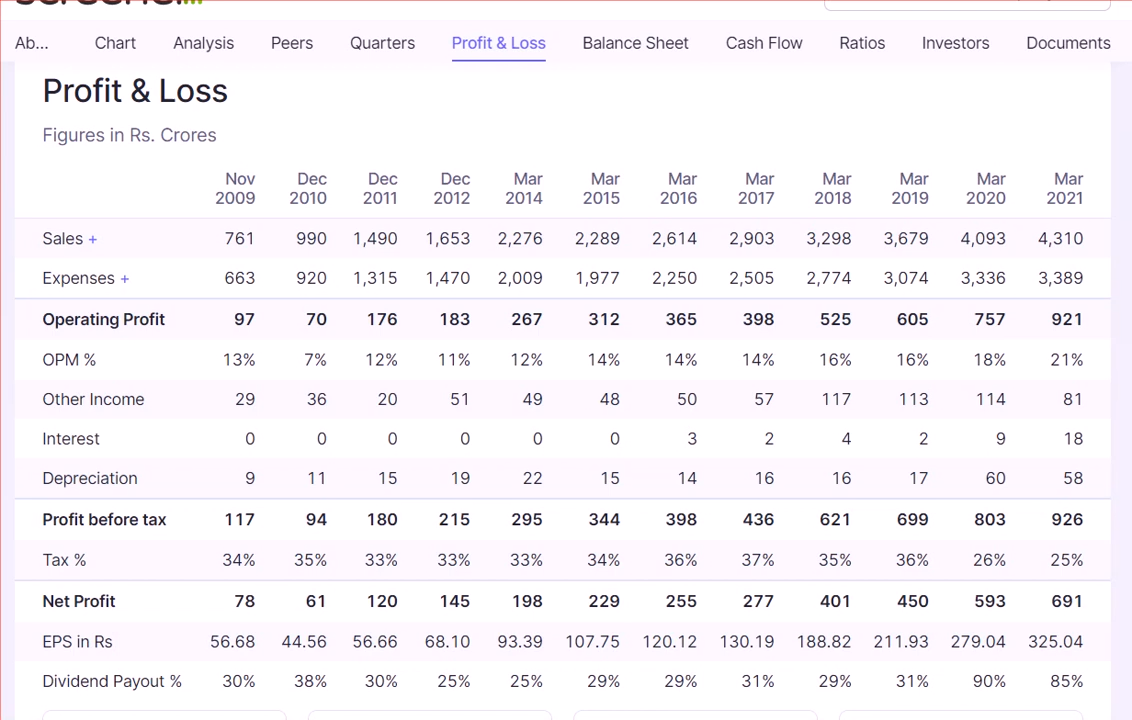 Ab... Chart Analysis Peers Quarters Profit & Loss Balance Sheet Cash Flow Ratios Investors Documents
Profit & Loss
Figures in Rs. Crores
Nov Dec Dec Dec Mar Mar Mar Mar Mar Mar Mar Mar
2009 2010 2011 2012 2014 2015 2016 2017 2018 2019 2020 2021
Sales + 761 990 1,490 1,653 2,276 2,289 2,614 2,903 3,298 3,679 4,093 4,310
Expenses + 663 920 1,315 1,470 2,009 1,977 2,250 2,505 2,774 3,074 3,336 3,389
Operating Profit 97 70 176 183 267 312 365 398 525 605 757 921
OPM % 13% 7% 12% 11% 12% 14% 14% 14% 16% 16% 18% 21%
Other Income 29 36 20 51 49 48 50 57 117 113 114 81
Interest 0 0 0 0 0 0 3 2 4 2 9 18
Depreciation 9 11 15 19 22 15 14 16 16 17 60 58
Profit before tax 117 94 180 215 295 344 398 436 621 699 803 926
Tax % 34% 35% 33% 33% 33% 34% 36% 37% 35% 36% 26% 25%
Net Profit 78 61 120 145 198 229 255 277 401 450 593 691
EPS in Rs 56.68 44.56 56.66 68.10 93.39 107.75 120.12 130.19 188.82 211.93 279.04 325.04
Dividend Payout % 30% 38% 30% 25% 25% 29% 29% 31% 29% 31% 90% 85%